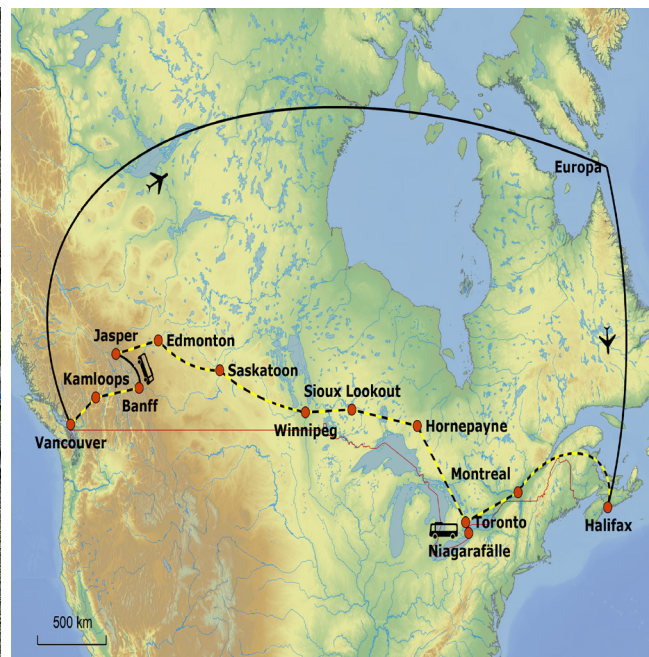 Europa
Jasper
Edmonton
Saskatoon
Kamloops
Banff
Sioux Lookout
Vancouver
Winnipeg
Hornepayne
Montreal
Toronto
Halifax
Niagarafälle
500 km